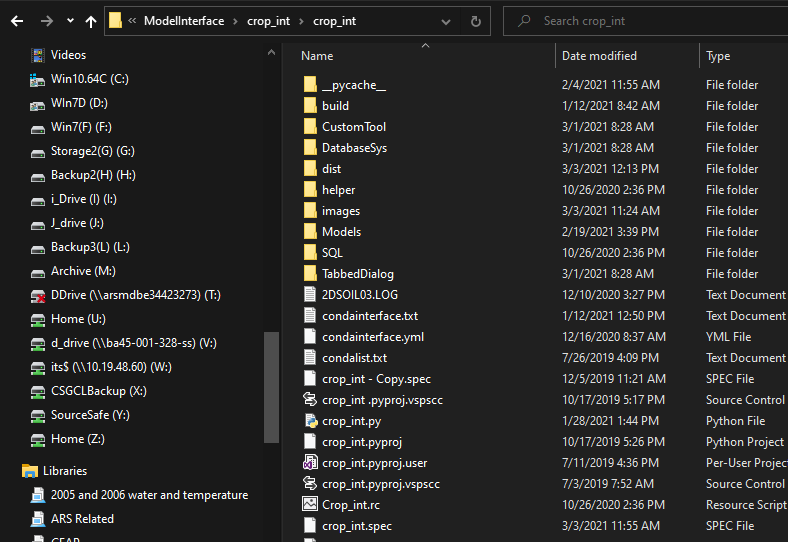 « ModelInterface > crop_int > crop_int
Search crop_int
Videos
Win10.64C (C:)
WIn7D (D:)
Win7(F) (F:)
Storage2(G) (G:)
Backup2(H) (H:)
i_Drive (I) (I:)
J_drive (J:)
Backup3(L) (L:)
Archive (M:)
DDrive (\\arsmdbe34423273) (T:)
Home (U:)
d_drive (\\ba45-001-328-ss) (V:)
its$ (\\10.19.48.60) (W:)
CSGCLBackup (X:)
SourceSafe (Y:)
Home (Z:)
Libraries
2005 and 2006 water and temperature
ARS Related
CEAP
Name Date modified Type
__pycache__ 2/4/2021 11:55 AM File folder
build 1/12/2021 8:42 AM File folder
CustomTool 3/1/2021 8:28 AM File folder
DatabaseSys 3/1/2021 8:28 AM File folder
dist 3/3/2021 12:13 PM File folder
helper 10/26/2020 2:36 PM File folder
images 3/3/2021 11:24 AM File folder
Models 2/19/2021 3:39 PM File folder
SQL 10/26/2020 2:36 PM File folder
TabbedDialog 3/1/2021 8:28 AM File folder
2DSOIL03.LOG 12/10/2020 3:27 PM Text Document
condainterface.txt 1/12/2021 12:50 PM Text Document
condainterface.yml 12/16/2020 8:37 AM YML File
condalist.txt 7/26/2019 4:09 PM Text Document
crop_int - Copy.spec 12/5/2019 11:21 AM SPEC File
crop_int .pyproj.vspscc 10/17/2019 5:17 PM Source Control
crop_int.py 1/28/2021 1:44 PM Python File
crop_int.pyproj 10/17/2019 5:26 PM Python Project
crop_int.pyproj.user 7/11/2019 4:36 PM Per-User Project
crop_int.pyproj.vspscc 7/3/2019 7:52 AM Source Control
Crop_int.rc 10/26/2020 2:36 PM Resource Script
crop_int.spec 3/3/2021 11:55 AM SPEC File